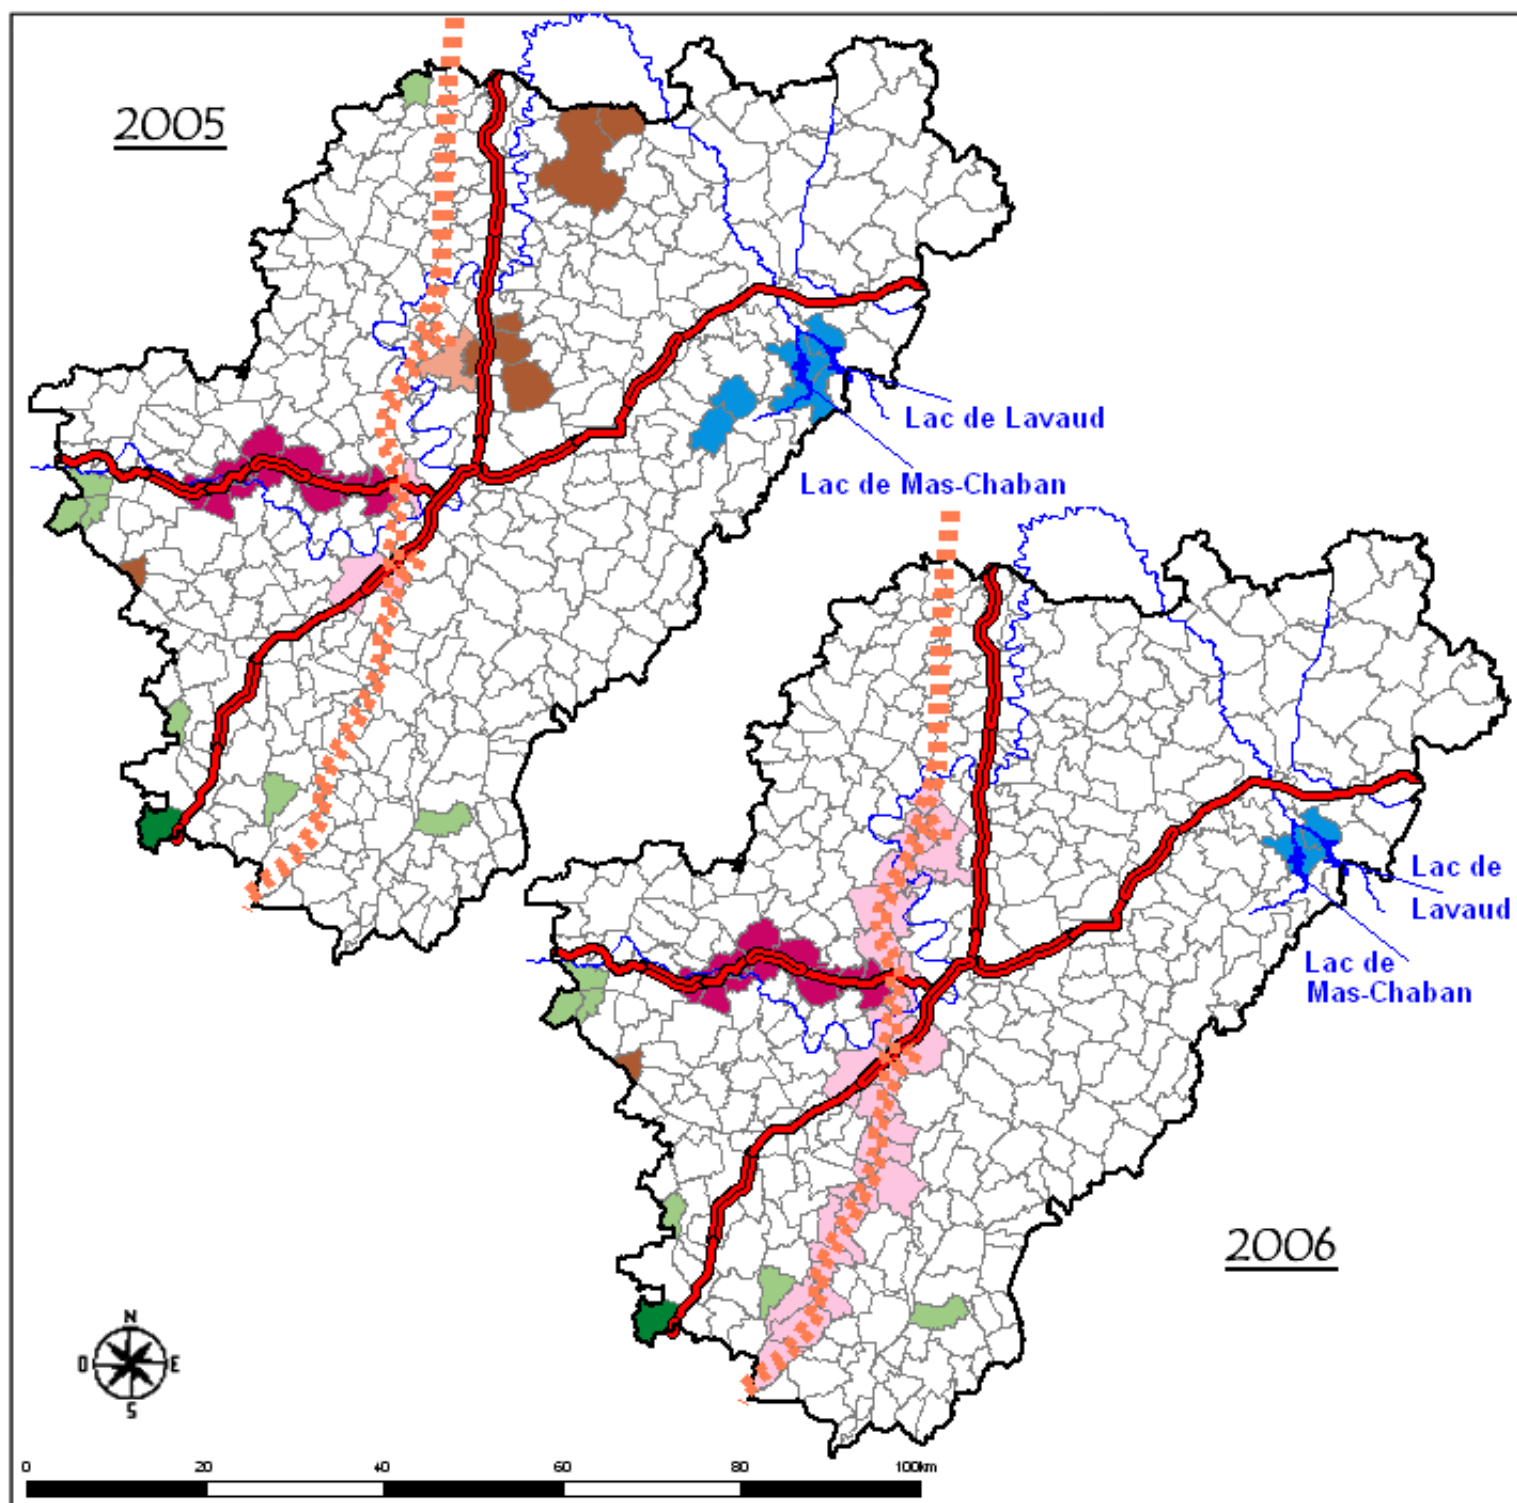 2005
Lac de Lavaud
Lac de Mas-Chaban
Lac de
Lavaud
Lac de
Mas-Chaban
2006
N
O E
S
0 20 40 60 80 100km